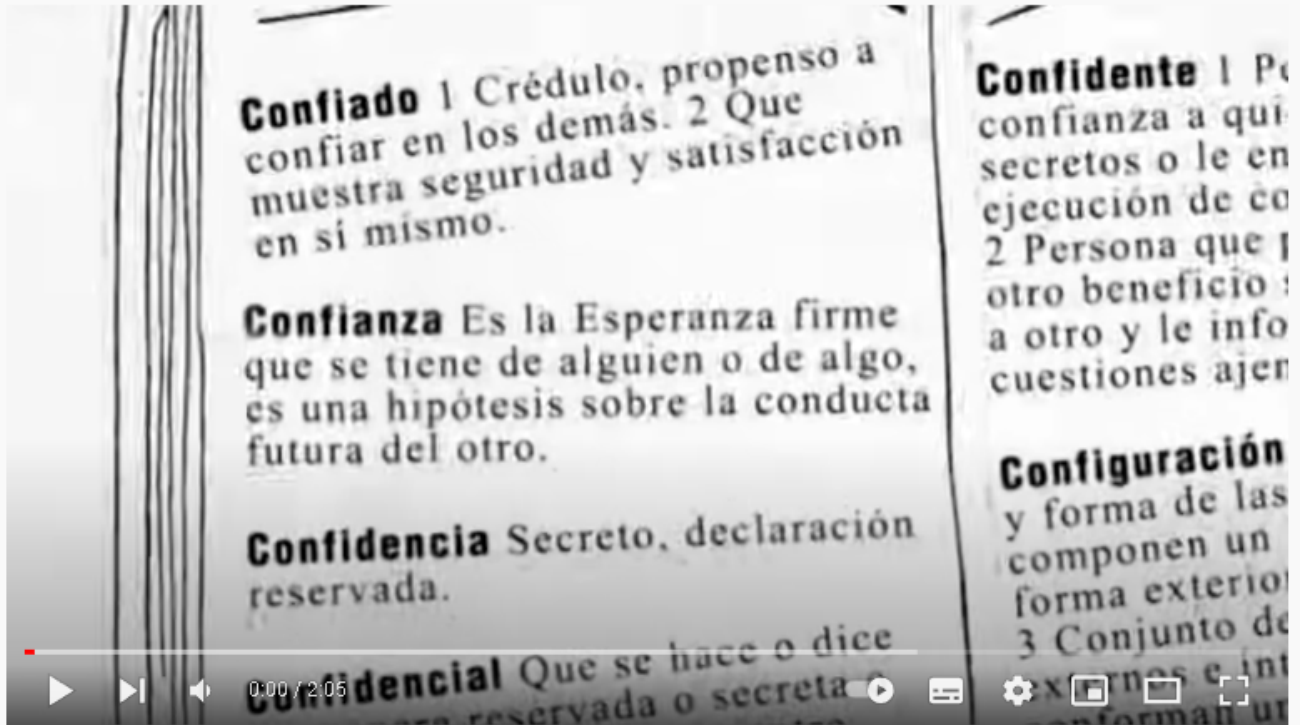 Confiado 1 Crédulo, propenso a
confiar en los demás. 2 Que
muestra seguridad y satisfacción
en sí mismo.
Confianza Es la Esperanza firme
que se tiene de alguien o de algo,
es una hipótesis sobre la conducta
futura del otro.
Confidencia Secreto, declaración
reservada.
Confidencial Que se hace o dice
reservada o secreta
Confidente 1
confianza a
secretos o le
ejecución de
2 Persona que
otro beneficio
a otro y le
cuestiones
Configuración
y forma de las
componen un
forma
3 Conjunto
0:00 / 2:05